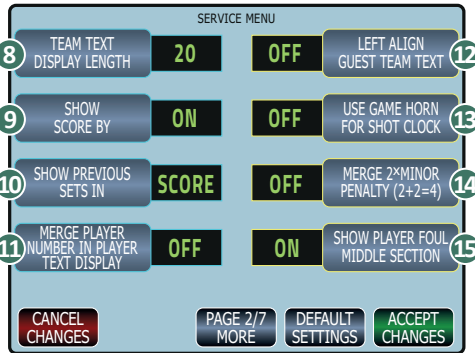 SERVICE MENU
8
TEAM TEXT
DISPLAY LENGTH
20
OFF
LEFT ALIGN
GUEST TEAM TEXT
12
9
SHOW
SCORE BY
ON
OFF
USE GAME HORN
FOR SHOT CLOCK
13
10
SHOW PREVIOUS
SETS IN
SCORE
OFF
MERGE 2×MINOR
PENALTY (2+2=4)
14
11
MERGE PLAYER
NUMBER IN PLAYER
TEXT DISPLAY
OFF
ON
SHOW PLAYER FOUL
MIDDLE SECTION
15
CANCEL
CHANGES
PAGE 2/7
MORE
DEFAULT
SETTINGS
ACCEPT
CHANGES